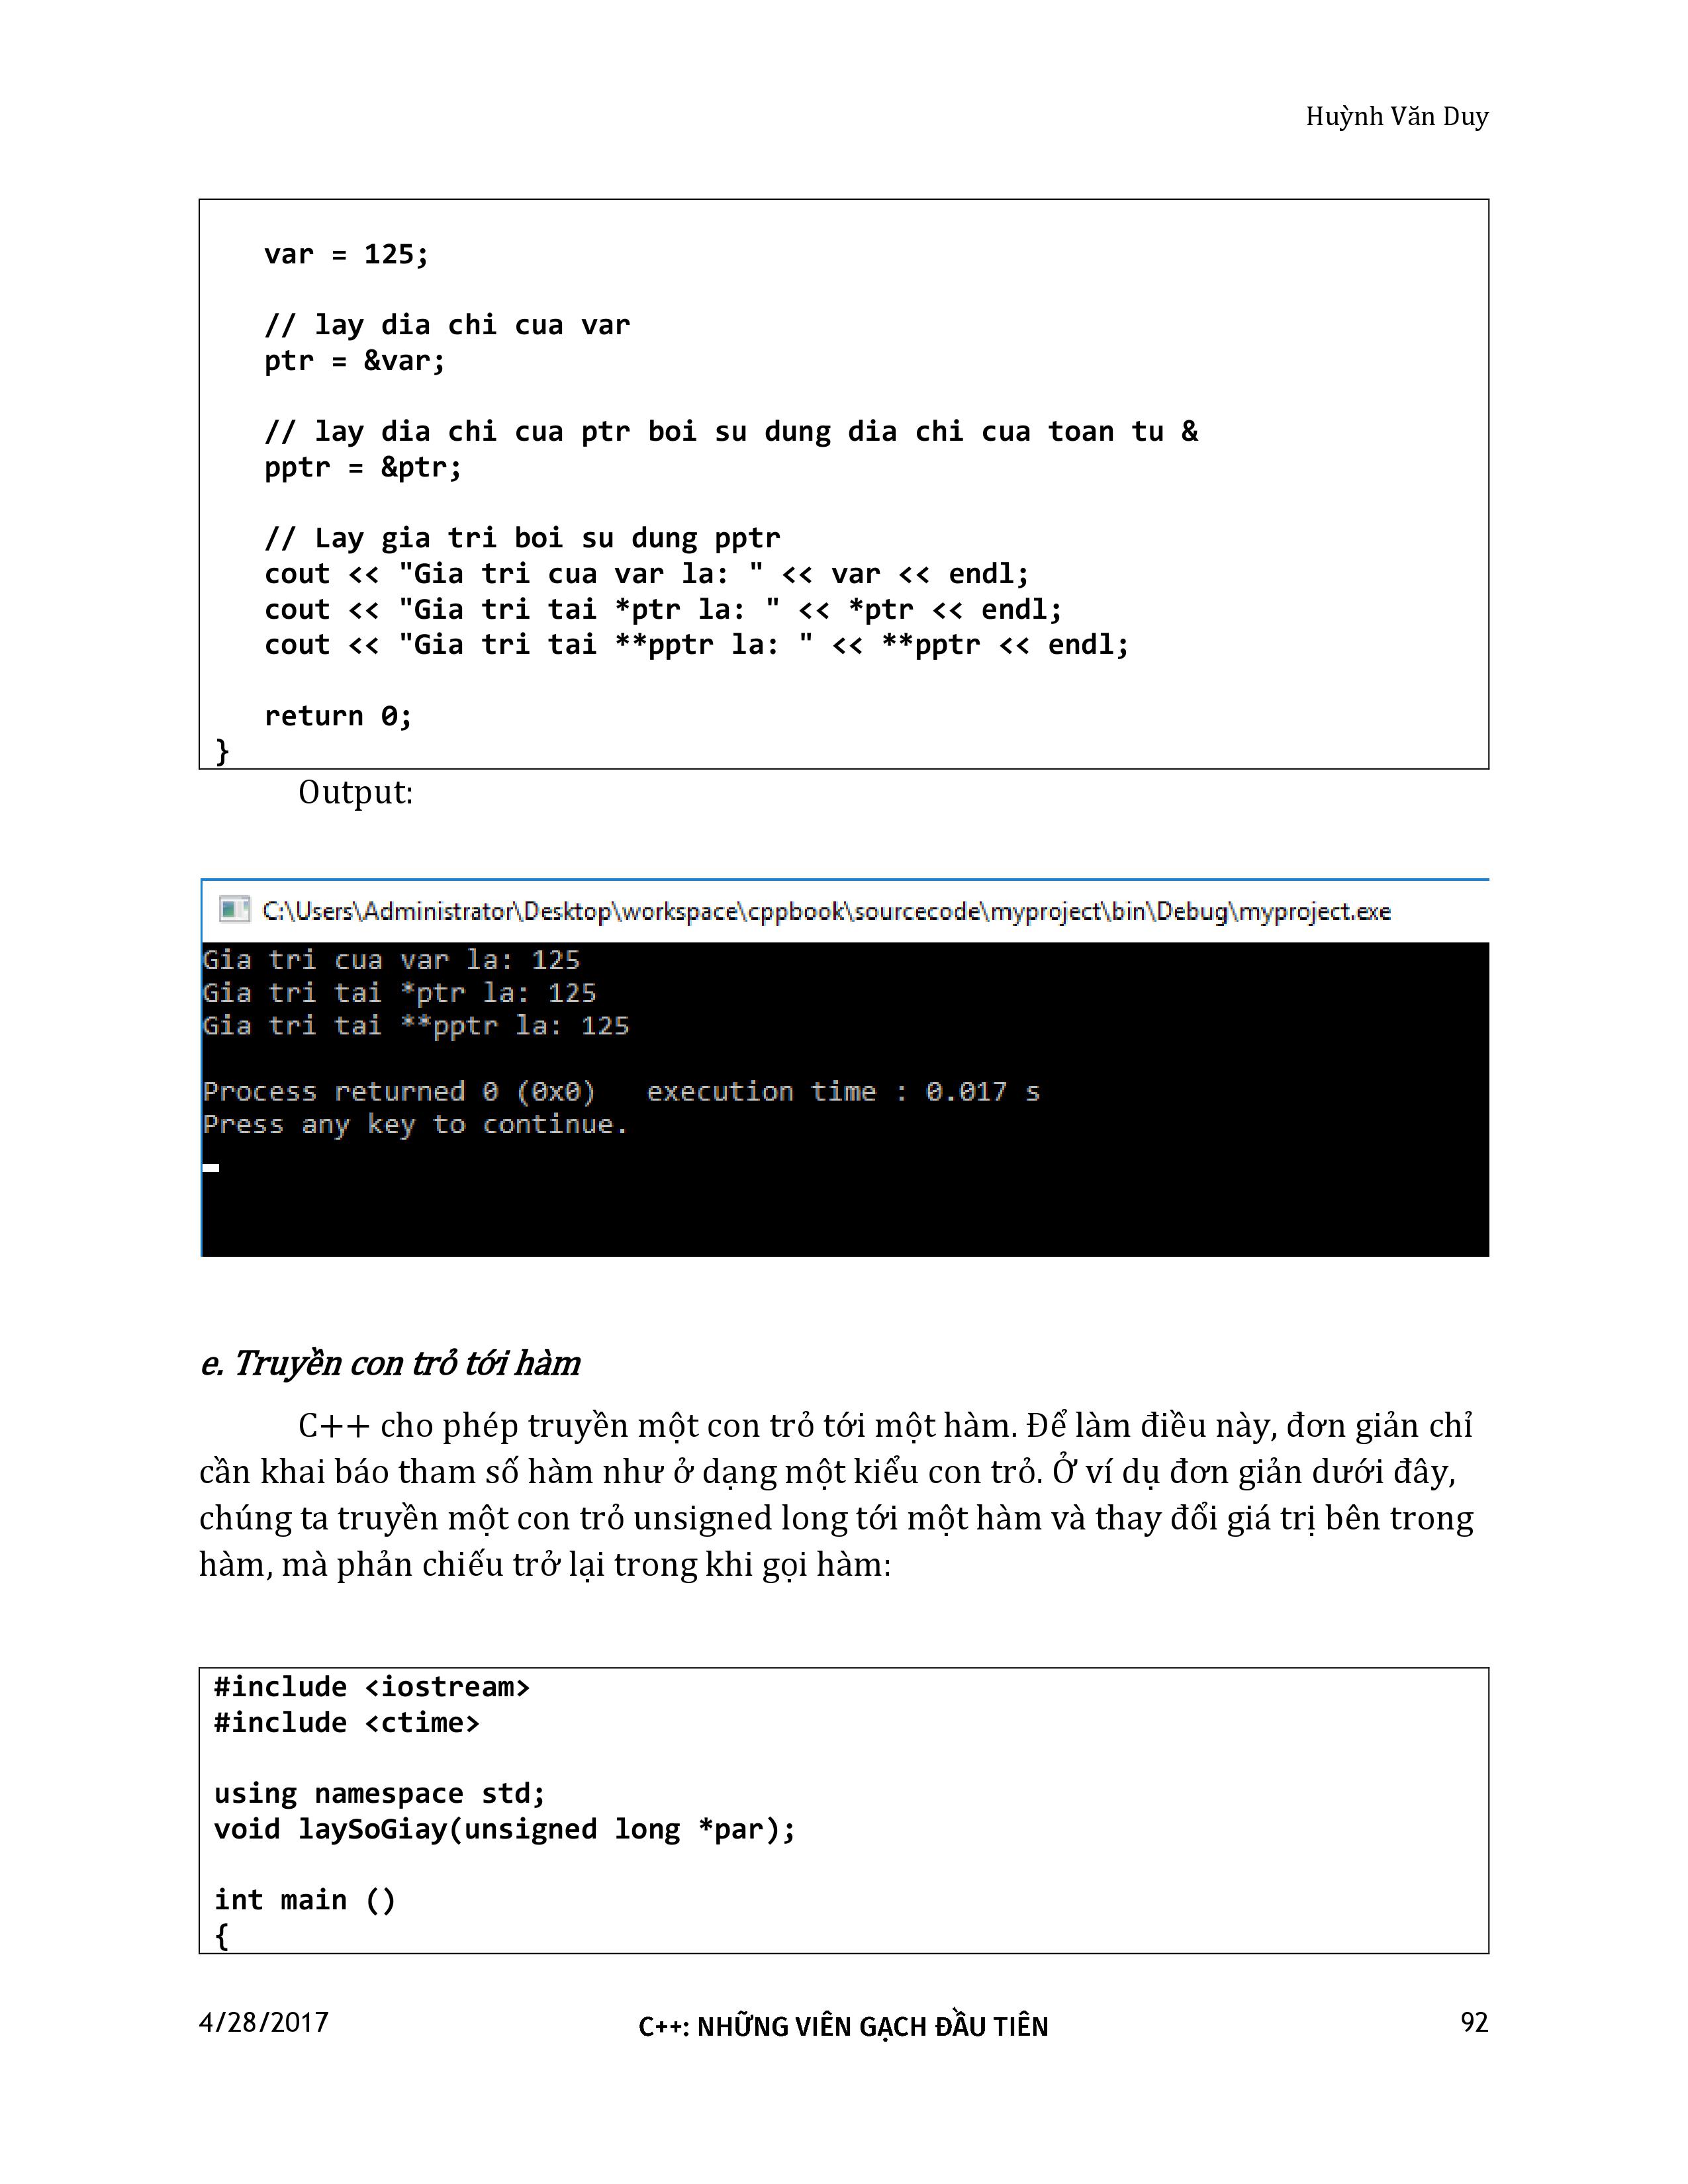 Huỳnh Văn Duy
var = 125;
// lay dia chi cua var
ptr = &var;
// lay dia chi cua ptr boi su dung dia chi cua toan tu &
pptr = &ptr;
// Lay gia tri boi su dung pptr
cout << "Gia tri cua var la: " << var << endl;
cout << "Gia tri tai *ptr la: " << *ptr << endl;
cout << "Gia tri tai **pptr la: " << **pptr << endl;
return 0;
}
Output:
C:\Users\Administrator\Desktop\workspace\cppbook\sourcecode\myproject\bin\Debug\myproject.exe
Gia tri cua var la: 125
Gia tri tai *ptr la: 125
Gia tri tai **pptr la: 125
Process returned 0 (0x0)   execution time : 0.017 s
Press any key to continue.
e. Truyền con trỏ tới hàm
C++ cho phép truyền một con trỏ tới một hàm. Để làm điều này, đơn giản chỉ
cần khai báo tham số hàm như ở dạng một kiểu con trỏ. Ở ví dụ đơn giản dưới đây,
chúng ta truyền một con trỏ unsigned long tới một hàm và thay đổi giá trị bên trong
hàm, mà phản chiếu trở lại trong khi gọi hàm:
#include <iostream>
#include <ctime>
using namespace std;
void laySoGiay(unsigned long *par);
int main ()
{
4/28/2017 C++: NHỮNG VIÊN GẠCH ĐẦU TIÊN 92